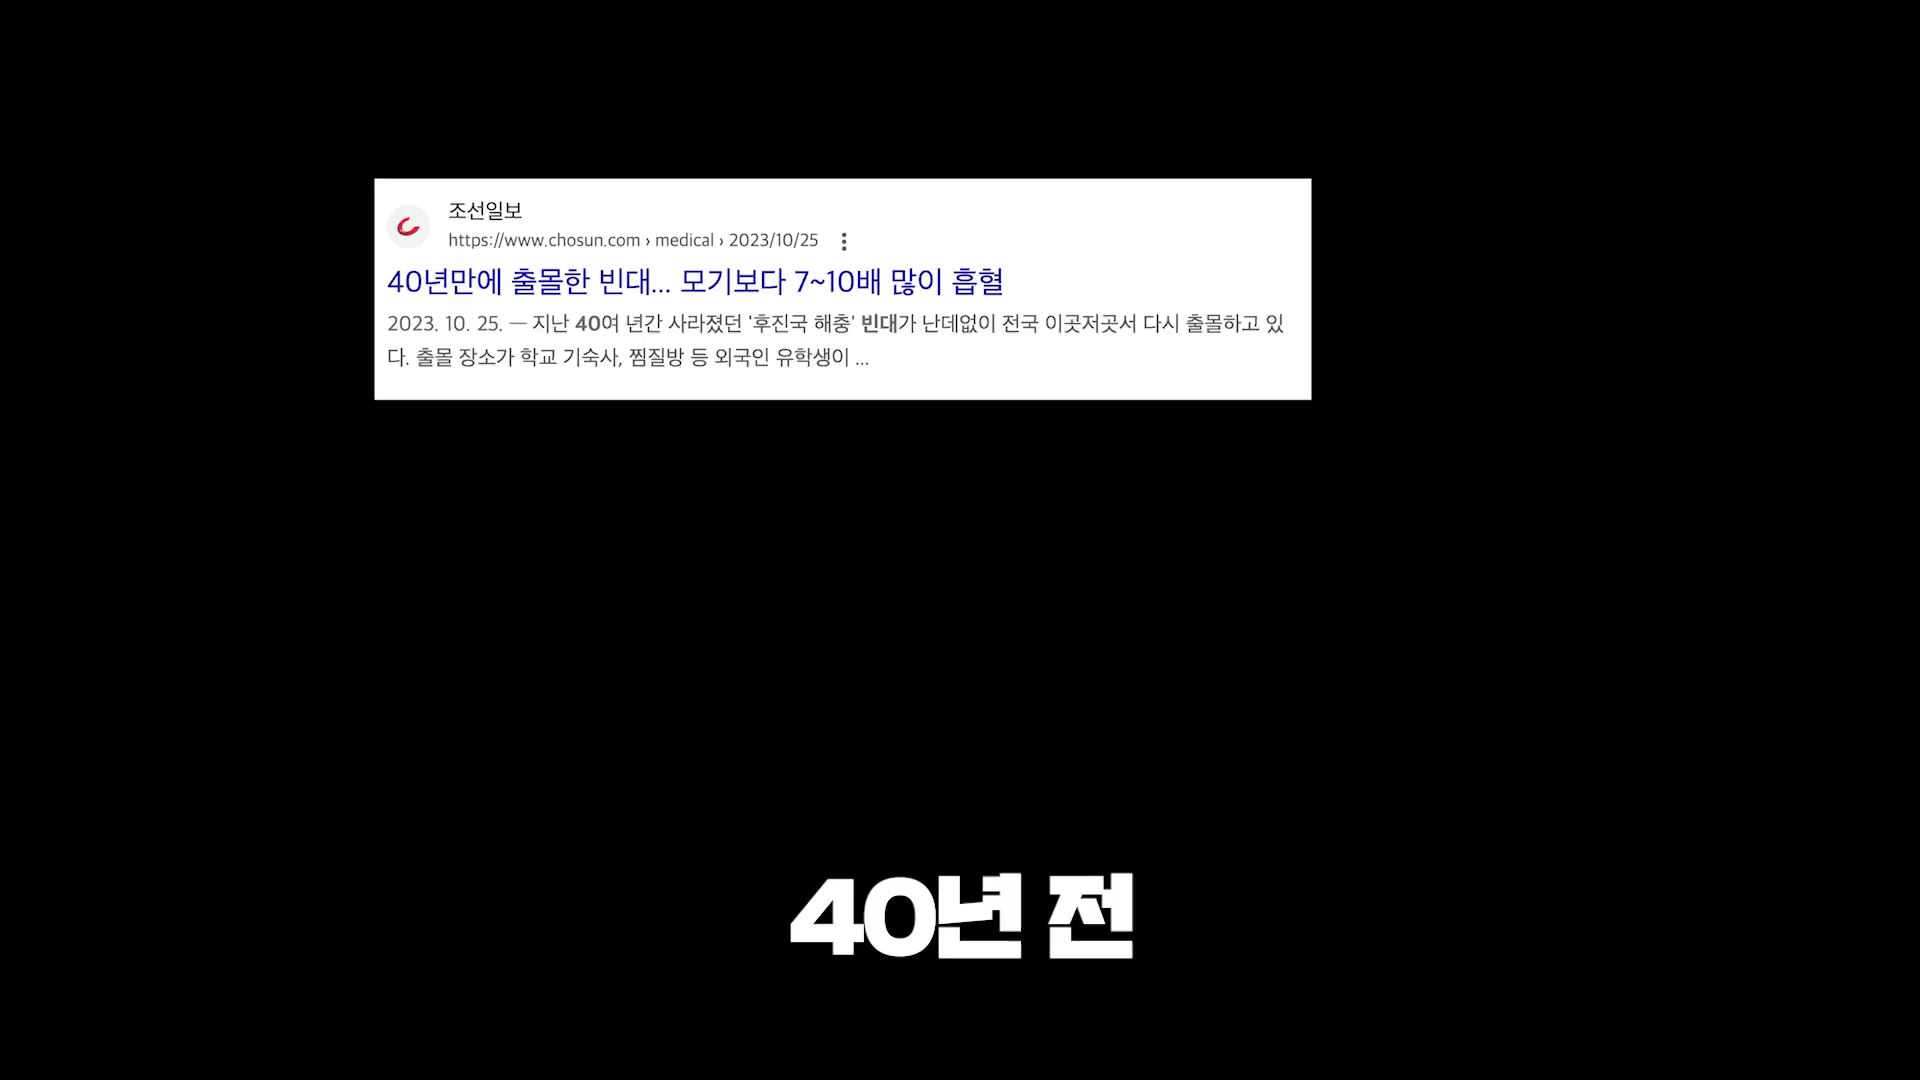 조선일보
https://www.chosun.com › medical › 2023/10/25
40년만에 출몰한 빈대... 모기보다 7~10배 많이 흡혈
2023. 10. 25. — 지난 40여 년간 사라졌던 '후진국 해충' 빈대가 난데없이 전국 이곳저곳서 다시 출몰하고 있
다. 출몰 장소가 학교 기숙사, 찜질방 등 외국인 유학생이 ...
40년 전